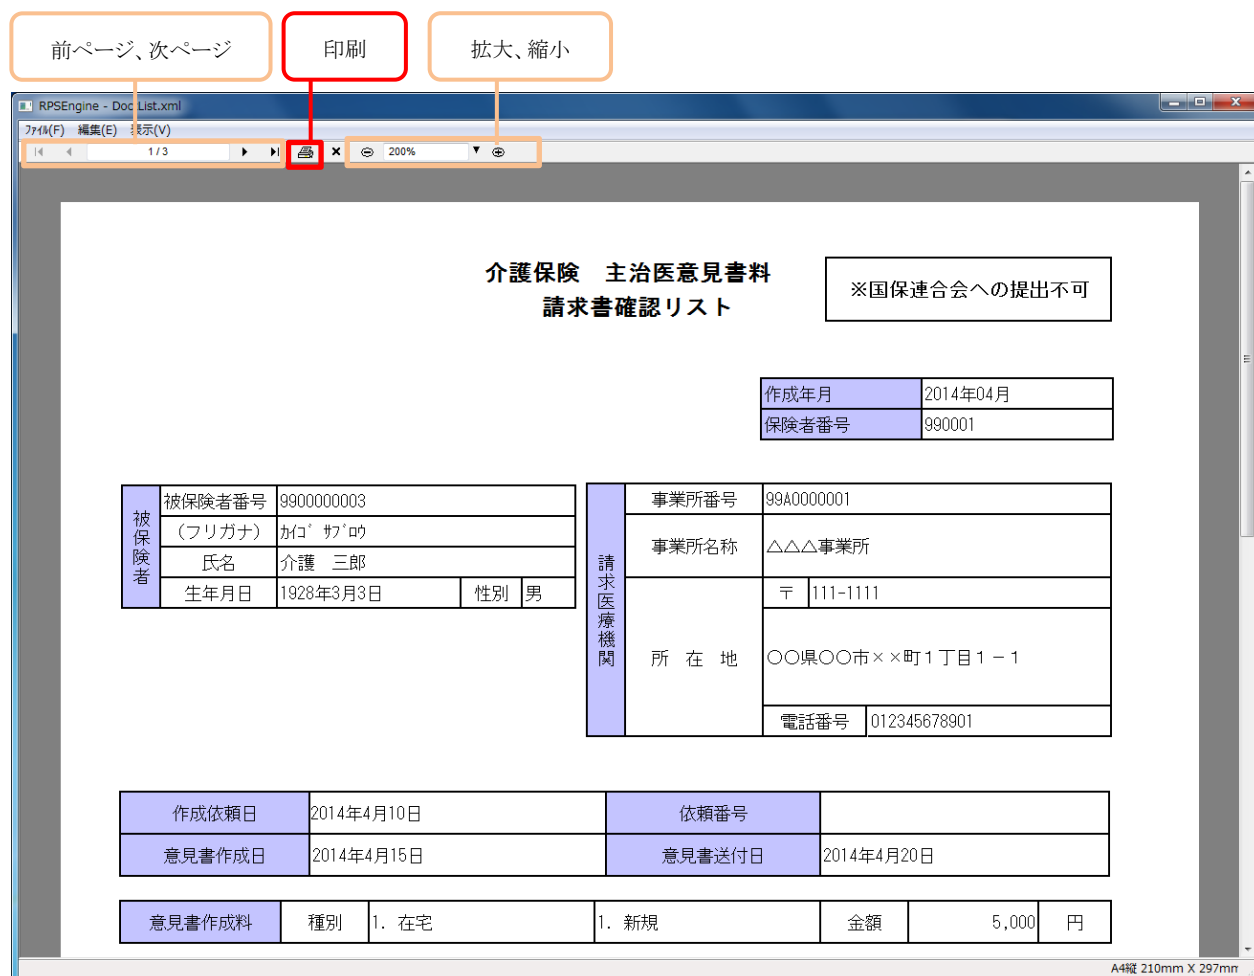 前ページ、次ページ
印刷
拡大、縮小
RPSEngine - DocList.xml
ファイル(F) 編集(E) 表示(V)
1 / 3
200%
介護保険 主治医意見書料
請求書確認リスト
※国保連合会への提出不可
作成年月 2014年04月
保険者番号 990001
被保険者
被保険者番号 9900000003
(フリガナ) ｶｲｺﾞ ｻﾌﾞﾛｳ
氏名 介護 三郎
生年月日 1928年3月3日 性別 男
請求医療機関
事業所番号 99A0000001
事業所名称 △△△事業所
所 在 地
〒 111-1111
○○県○○市××町１丁目１－１
電話番号 012345678901
作成依頼日 2014年4月10日 依頼番号
意見書作成日 2014年4月15日 意見書送付日 2014年4月20日
意見書作成料 種別 1. 在宅 1. 新規 金額 5,000 円
A4縦 210mm X 297mm